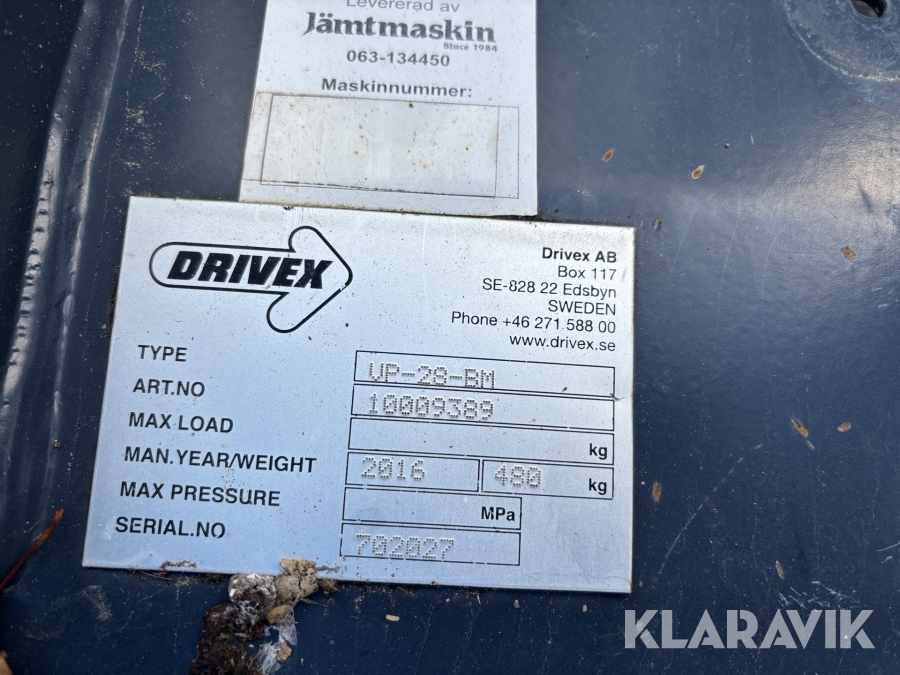 Levererad av
Jämtmaskin
Since 1984
063-134450
Maskinnummer:
DRIVEX
Drivex AB
Box 117
SE-828 22 Edsbyn
SWEDEN
Phone +46 271 588 00
www.drivex.se
TYPE VP-28-BM
ART.NO 10009389
MAX LOAD kg
MAN.YEAR/WEIGHT 2016 480 kg
MAX PRESSURE MPa
SERIAL.NO 702027
KLARAVIK